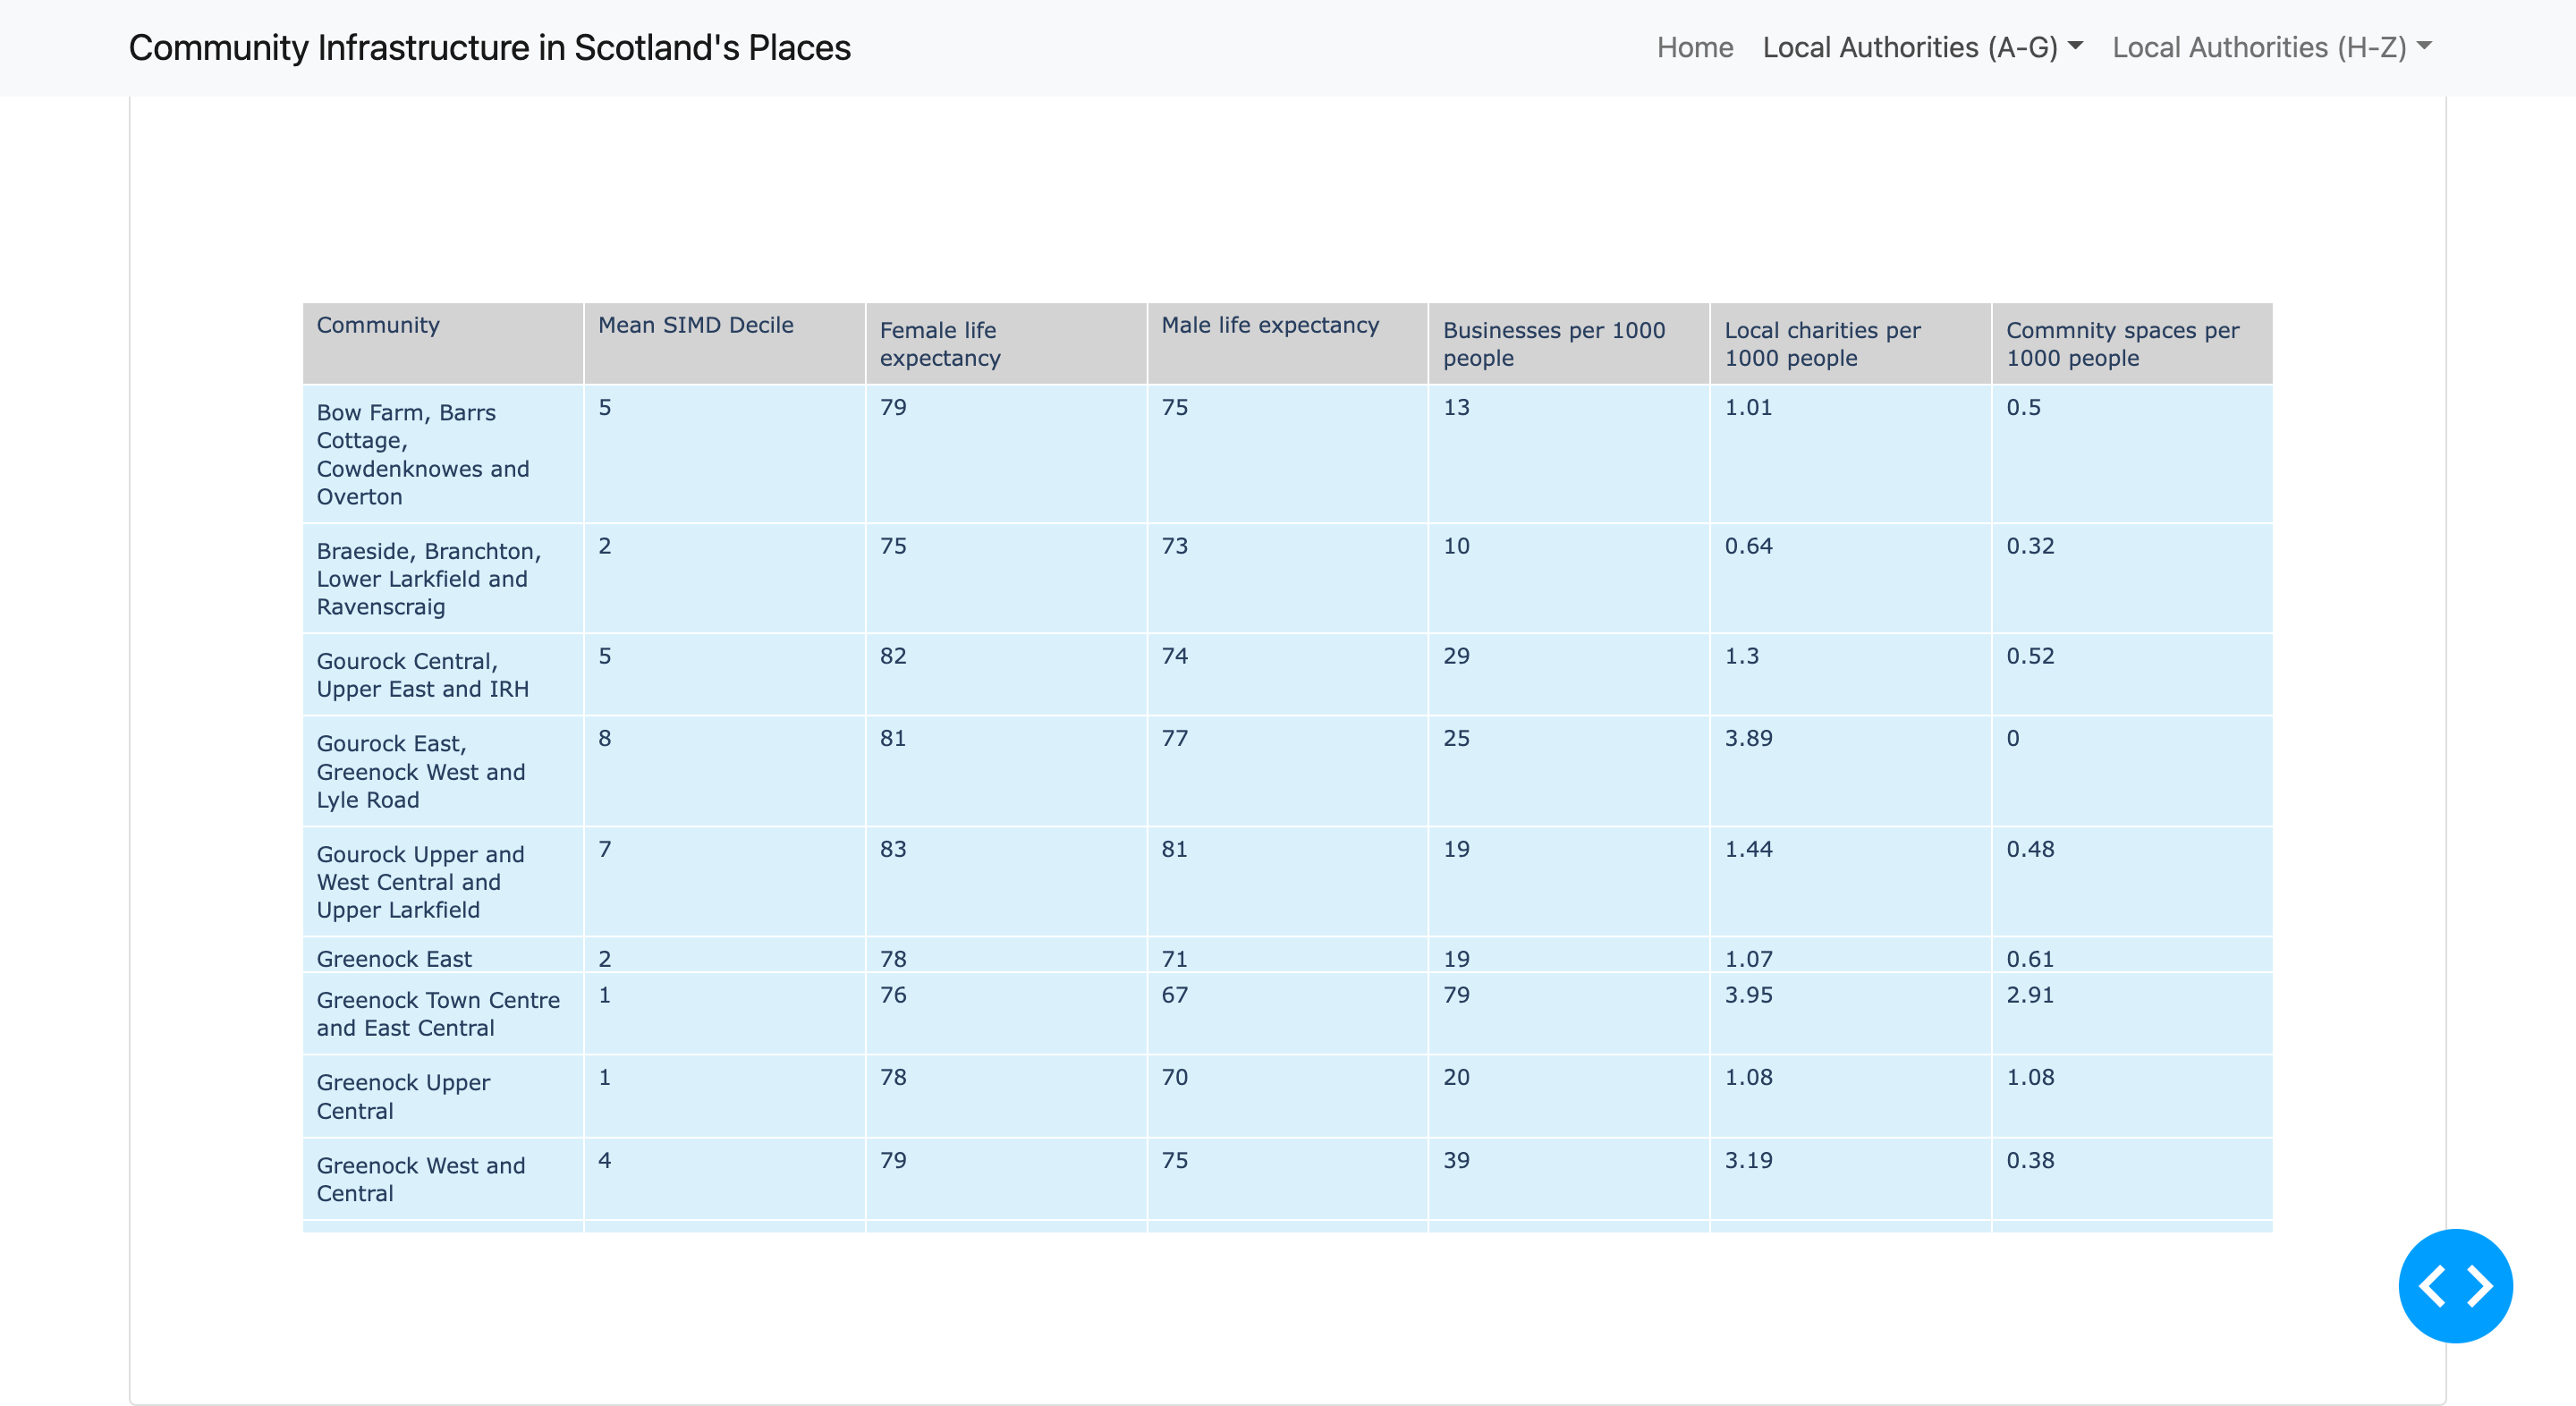 Community Infrastructure in Scotland's Places
Home Local Authorities (A-G) Local Authorities (H-Z)
Community Mean SIMD Decile Female life expectancy Male life expectancy Businesses per 1000 people Local charities per 1000 people Commnity spaces per 1000 people
Bow Farm, Barrs Cottage, Cowdenknowes and Overton 5 79 75 13 1.01 0.5
Braeside, Branchton, Lower Larkfield and Ravenscraig 2 75 73 10 0.64 0.32
Gourock Central, Upper East and IRH 5 82 74 29 1.3 0.52
Gourock East, Greenock West and Lyle Road 8 81 77 25 3.89 0
Gourock Upper and West Central and Upper Larkfield 7 83 81 19 1.44 0.48
Greenock East 2 78 71 19 1.07 0.61
Greenock Town Centre and East Central 1 76 67 79 3.95 2.91
Greenock Upper Central 1 78 70 20 1.08 1.08
Greenock West and Central 4 79 75 39 3.19 0.38